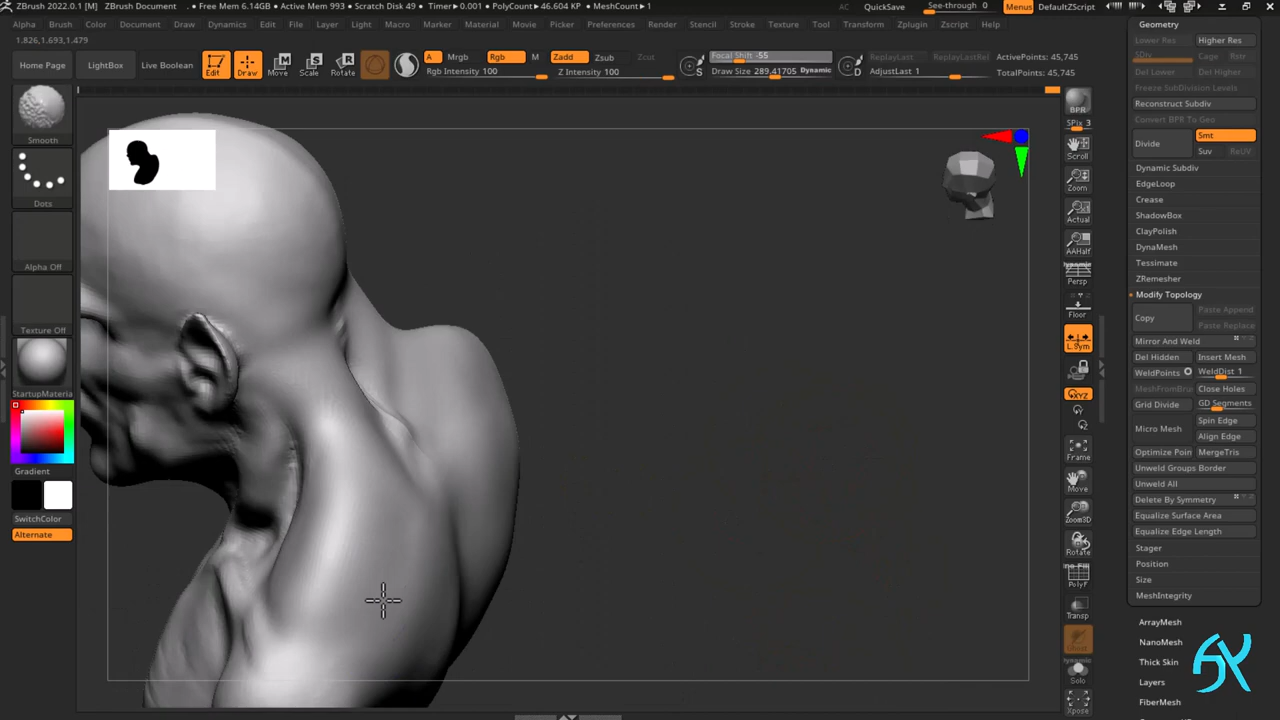 ZBrush 2022.0.1 [M]
ZBrush Document
• Free Mem 6.14GB • Active Mem 993 • Scratch Disk 49 • Timer▸0.001 • PolyCount▸46.604 KP • MeshCount▸1
AC
QuickSave
See-through 0
Menus
DefaultZScript
Alpha Brush Color Document Draw Dynamics Edit File Layer Light Macro Marker Material Movie Picker Preferences Render Stencil Stroke Texture Tool Transform Zplugin Zscript Help
1.826,1.693,1.479
Home Page
LightBox
Live Boolean
Edit
Draw
Move
Scale
Rotate
A Mrgb Rgb M Zadd Zsub Zcut
Rgb Intensity 100
Z Intensity 100
S
Focal Shift -55
Draw Size 289.41705 Dynamic
D
ReplayLast ReplayLastRel
AdjustLast 1
ActivePoints: 45,745
TotalPoints: 45,745
Smooth
Dots
Alpha Off
Texture Off
StartupMateria
Gradient
SwitchColor
Alternate
BPR
SPix 3
Scroll
Zoom
Actual
AAHalf
Persp
Floor
L.Sym
XYZ
Frame
Move
Zoom3D
Rotate
PolyF
Transp
Ghost
Dynamic
Solo
Xpose
Geometry
Lower Res Higher Res
SDiv Cage Rstr
Del Lower Del Higher
Freeze SubDivision Levels
Reconstruct Subdiv
Convert BPR To Geo
Divide
Smt
Suv ReUV
Dynamic Subdiv
EdgeLoop
Crease
ShadowBox
ClayPolish
DynaMesh
Tessimate
ZRemesher
Modify Topology
Copy
Paste Append
Paste Replace
Mirror And Weld
Del Hidden Insert Mesh
WeldPoints WeldDist 1
MeshFromBru Close Holes
Grid Divide GD Segments
Micro Mesh
Spin Edge
Align Edge
Optimize Poin MergeTris
Unweld Groups Border
Unweld All
Delete By Symmetry
Equalize Surface Area
Equalize Edge Length
Stager
Position
Size
MeshIntegrity
ArrayMesh
NanoMesh
Thick Skin
Layers
FiberMesh